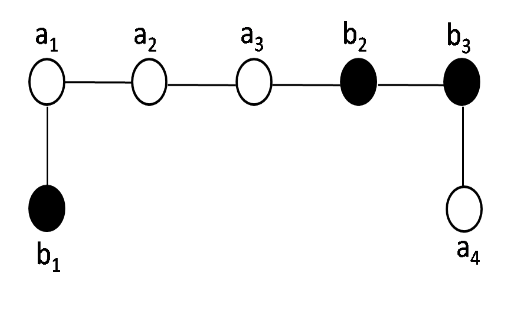 a₁ a₂ a₃ b₂ b₃
b₁ a₄